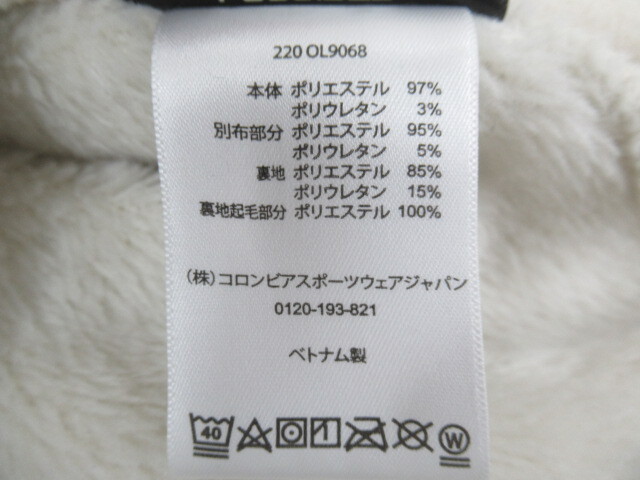 220 OL9068
本体 ポリエステル 97%
ポリウレタン 3%
別布部分 ポリエステル 95%
ポリウレタン 5%
裏地 ポリエステル 85%
ポリウレタン 15%
裏地起毛部分 ポリエステル 100%
(株)コロンビアスポーツウェアジャパン
0120-193-821
ベトナム製
40
W